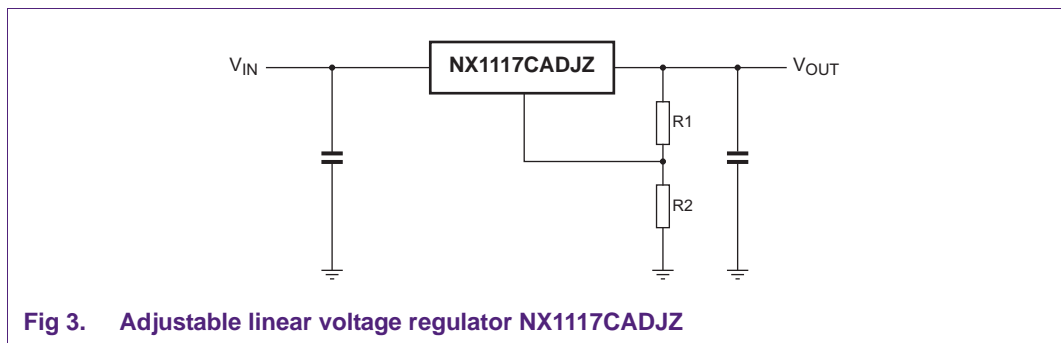 VIN
NX1117CADJZ
VOUT
R1
R2
Fig 3. Adjustable linear voltage regulator NX1117CADJZ